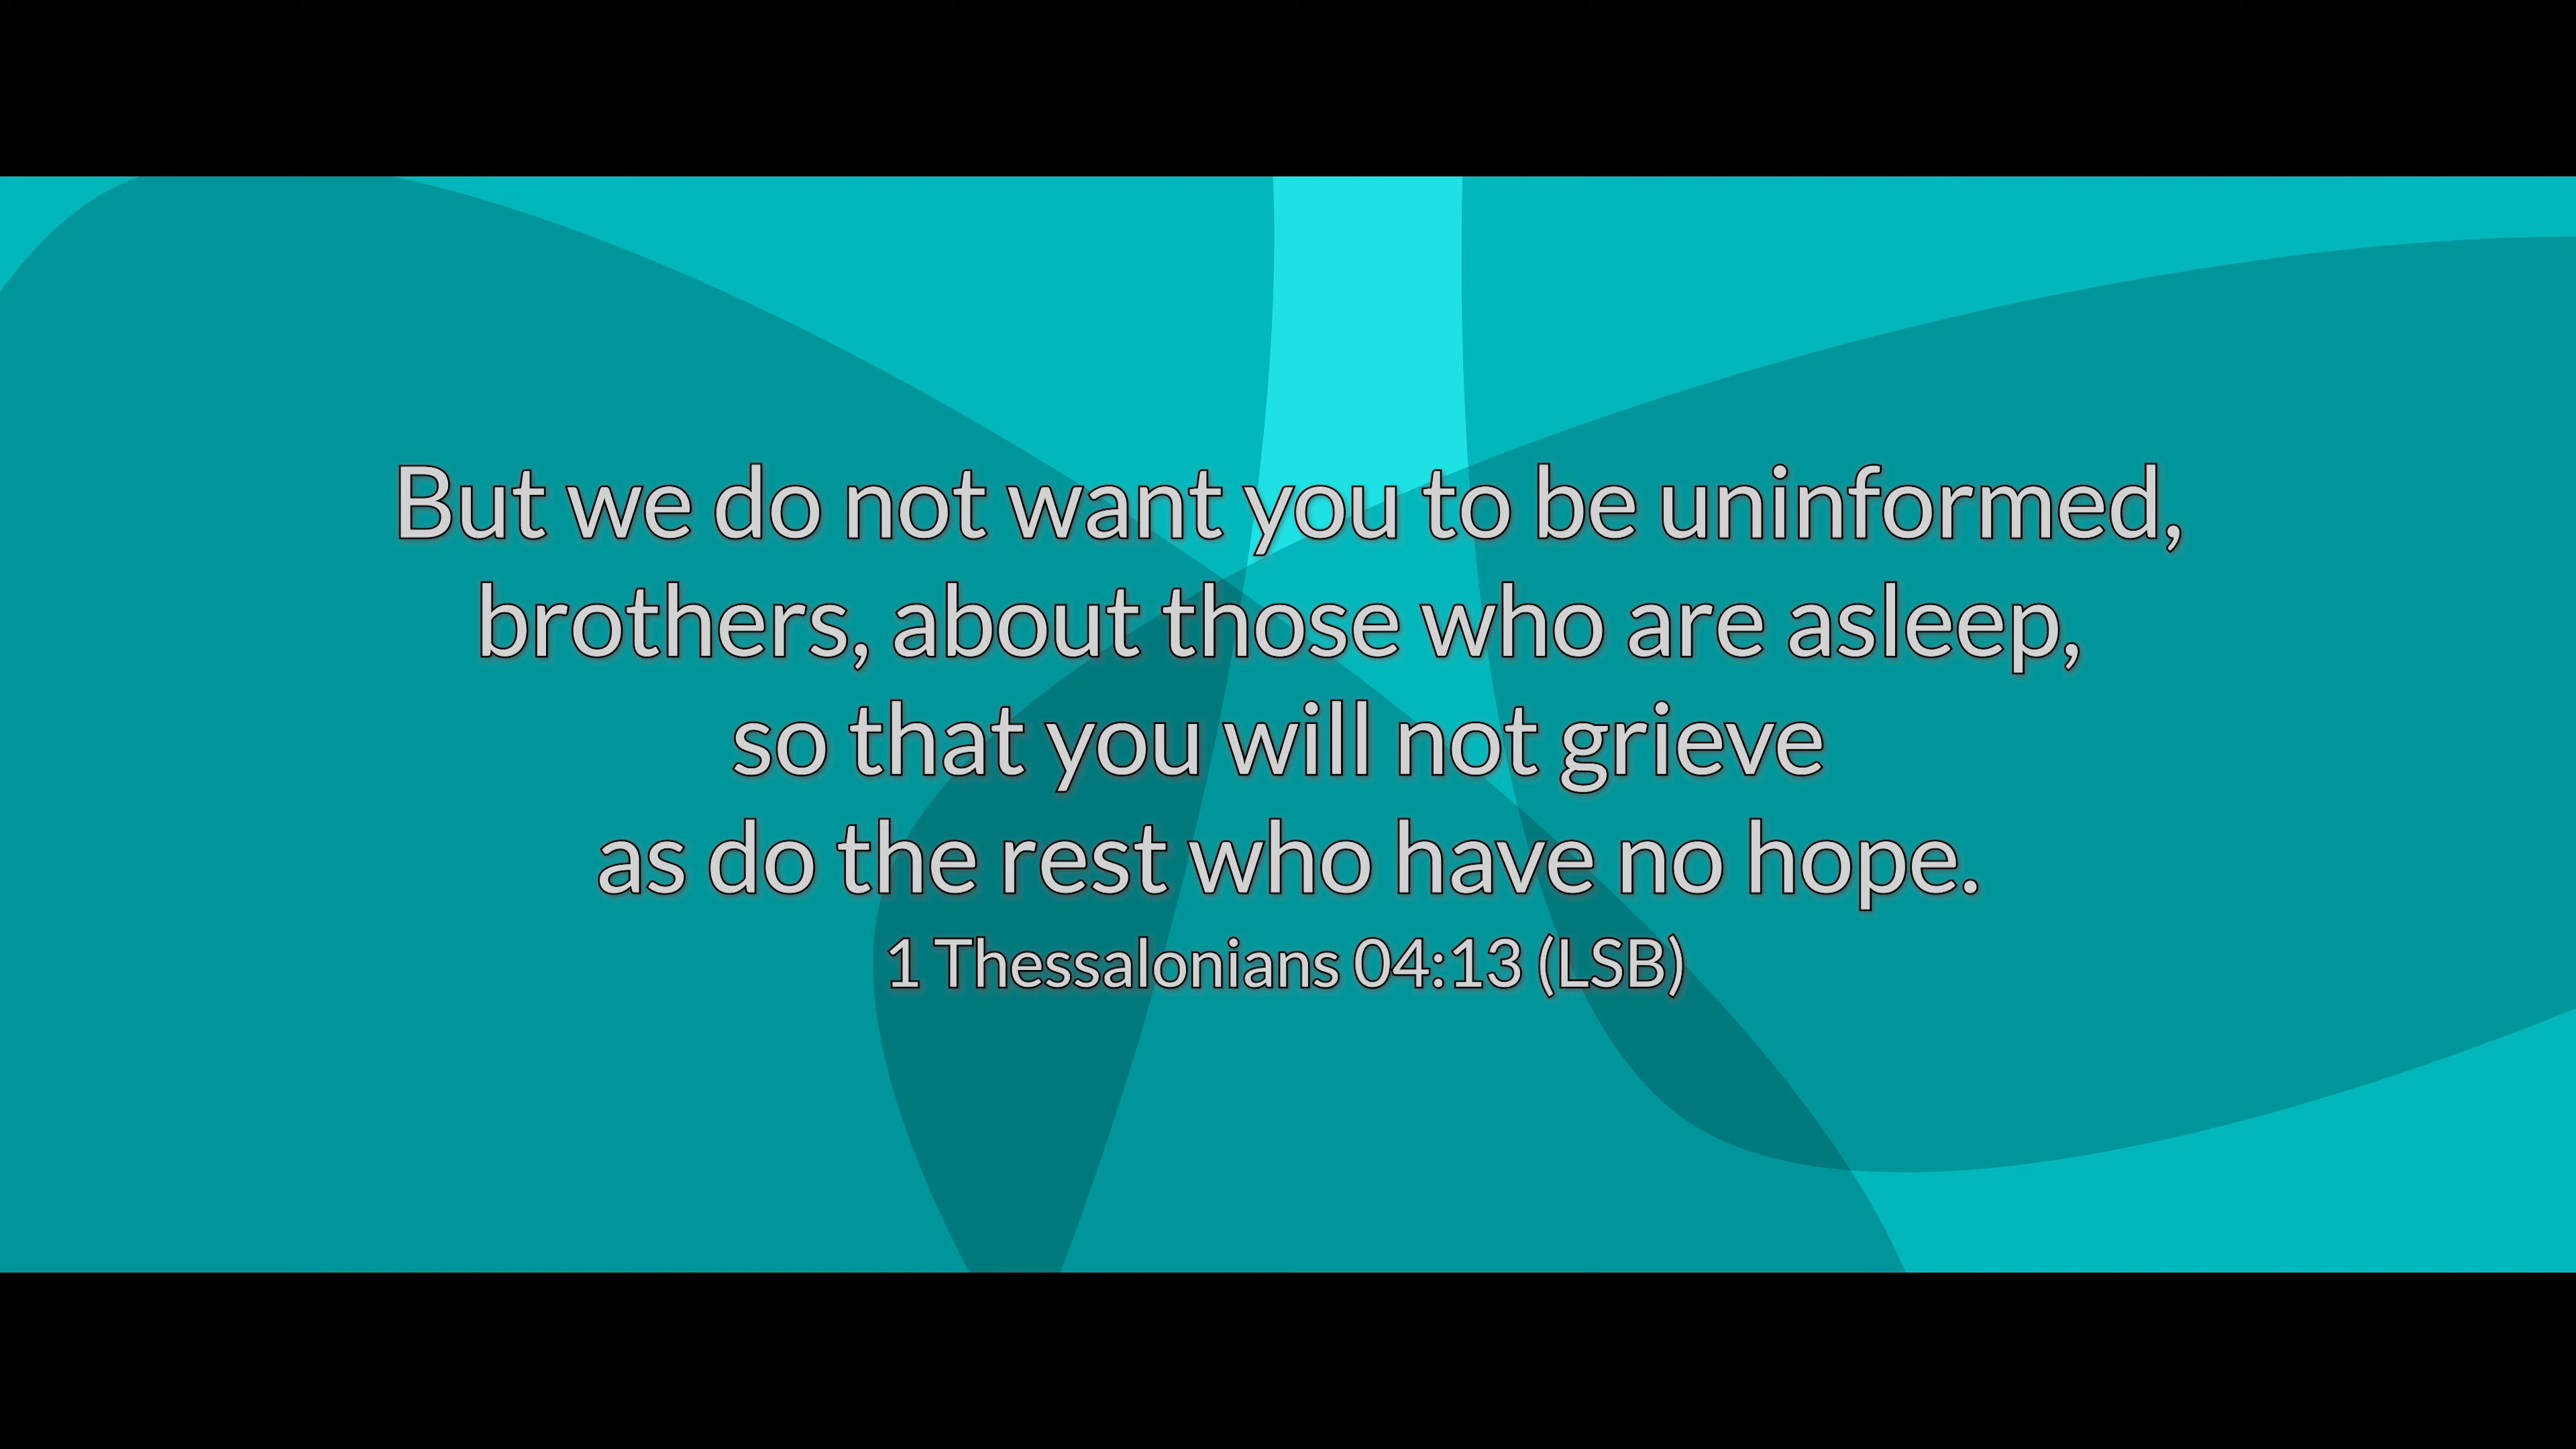 But we do not want you to be uninformed,
brothers, about those who are asleep,
so that you will not grieve
as do the rest who have no hope.
1 Thessalonians 04:13 (LSB)